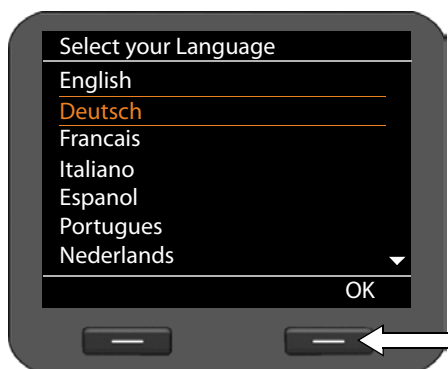 Select your Language
English
Deutsch
Francais
Italiano
Espanol
Portugues
Nederlands
OK